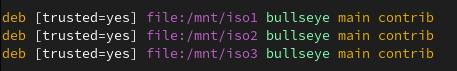 deb [trusted=yes] file:/mnt/iso1 bullseye main contrib
deb [trusted=yes] file:/mnt/iso2 bullseye main contrib
deb [trusted=yes] file:/mnt/iso3 bullseye main contrib